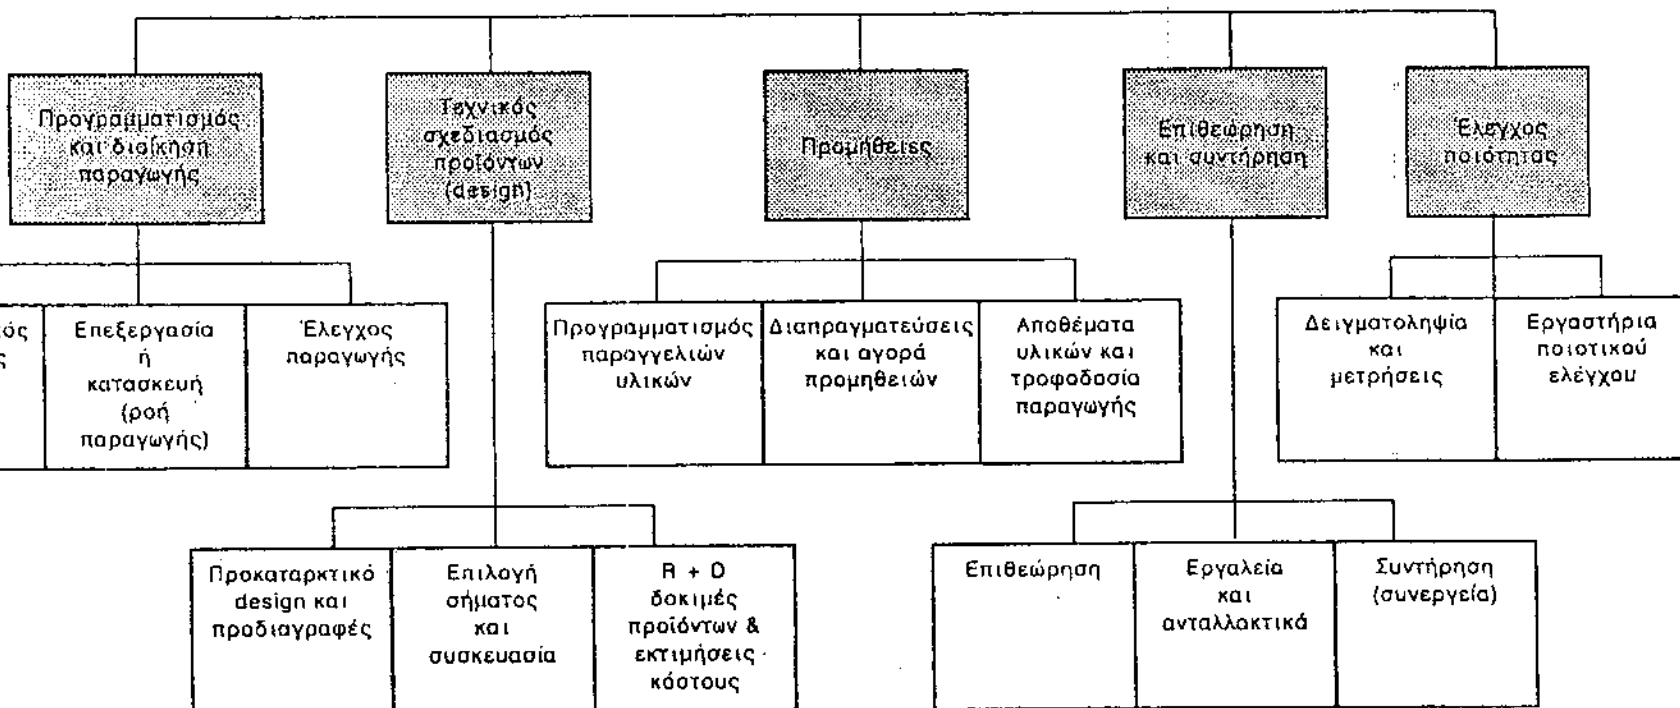 Προγραμματισμός
και διοίκηση
παραγωγής
Τεχνικός
σχεδιασμός
προϊόντων
(design)
Προμήθειες
Επιθεώρηση
και συντήρηση
Έλεγχος
ποιότητας
Επεξεργασία
ή
κατασκευή
(ροή
παραγωγής)
Έλεγχος
παραγωγής
Προγραμματισμός
παραγγελιών
υλικών
Διαπραγματεύσεις
και αγορά
προμηθειών
Αποθέματα
υλικών και
τροφοδοσία
παραγωγής
Δειγματοληψία
και
μετρήσεις
Εργαστήρια
ποιοτικού
ελέγχου
Προκαταρκτικό
design και
προδιαγραφές
Επιλογή
σήματος
και
συσκευασία
R + D
δοκιμές
προϊόντων &
εκτιμήσεις
κόστους
Επιθεώρηση
Εργαλεία
και
ανταλλακτικά
Συντήρηση
(συνεργεία)